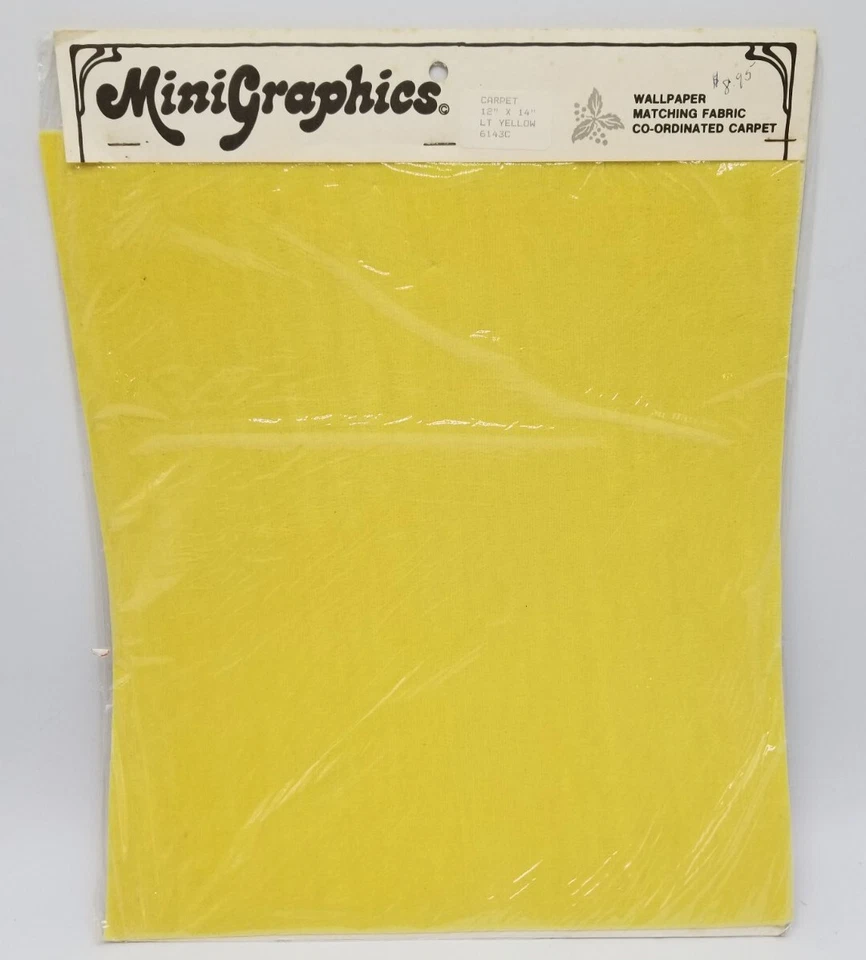 MiniGraphics©
CARPET
12" X 14"
LT YELLOW
6143C
$8.95
WALLPAPER
MATCHING FABRIC
CO-ORDINATED CARPET